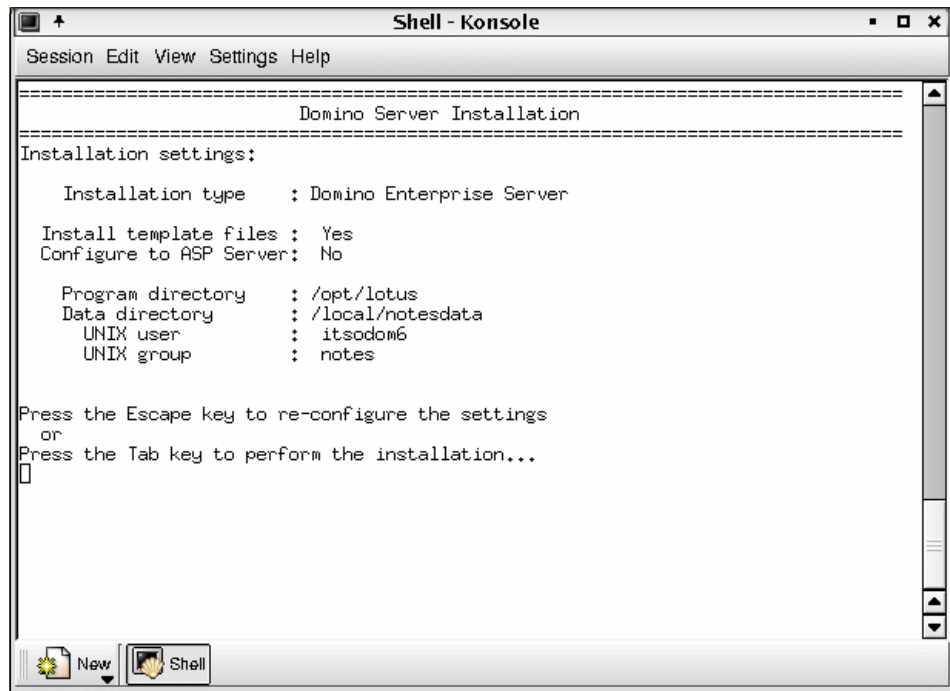 Shell - Konsole
Session Edit View Settings Help
==================================================================================
Domino Server Installation
==================================================================================
Installation settings:
Installation type : Domino Enterprise Server
Install template files : Yes
Configure to ASP Server: No
Program directory : /opt/lotus
Data directory : /local/notesdata
UNIX user : itsodom6
UNIX group : notes
Press the Escape key to re-configure the settings
or
Press the Tab key to perform the installation...
New Shell